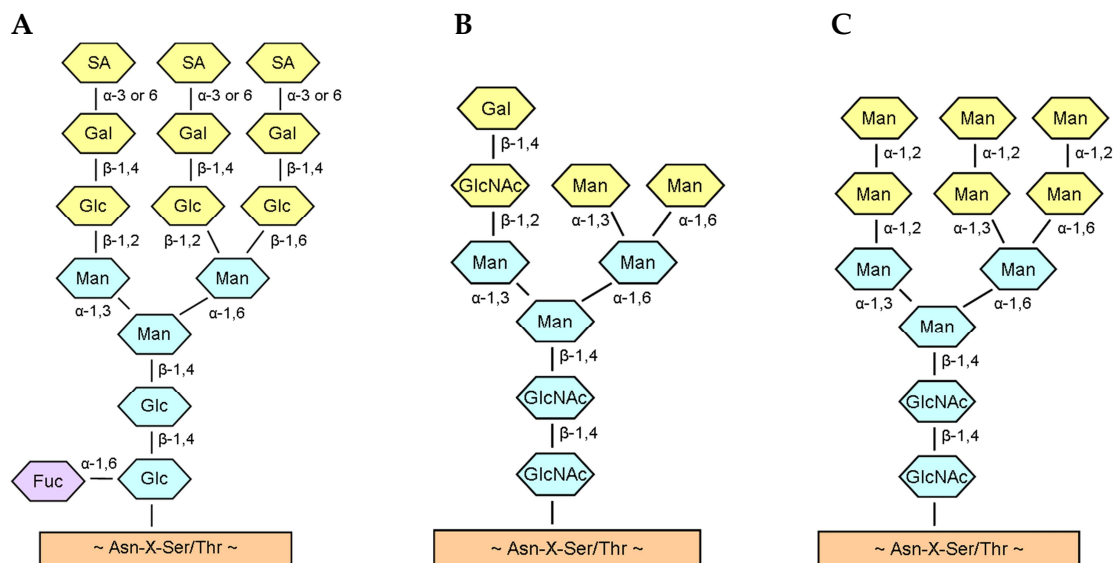 A
SA SA SA
α-3 or 6 α-3 or 6 α-3 or 6
Gal Gal Gal
β-1,4 β-1,4 β-1,4
Glc Glc Glc
β-1,2 β-1,2 β-1,6
Man Man
α-1,3 α-1,6
Man
β-1,4
Glc
β-1,4
α-1,6
Fuc Glc
~ Asn-X-Ser/Thr ~
B
Gal
β-1,4
GlcNAc Man Man
β-1,2 α-1,3 α-1,6
Man Man
α-1,3 α-1,6
Man
β-1,4
GlcNAc
β-1,4
GlcNAc
~ Asn-X-Ser/Thr ~
C
Man Man Man
α-1,2 α-1,2 α-1,2
Man Man Man
α-1,2 α-1,3 α-1,6
Man Man
α-1,3 α-1,6
Man
β-1,4
GlcNAc
β-1,4
GlcNAc
~ Asn-X-Ser/Thr ~